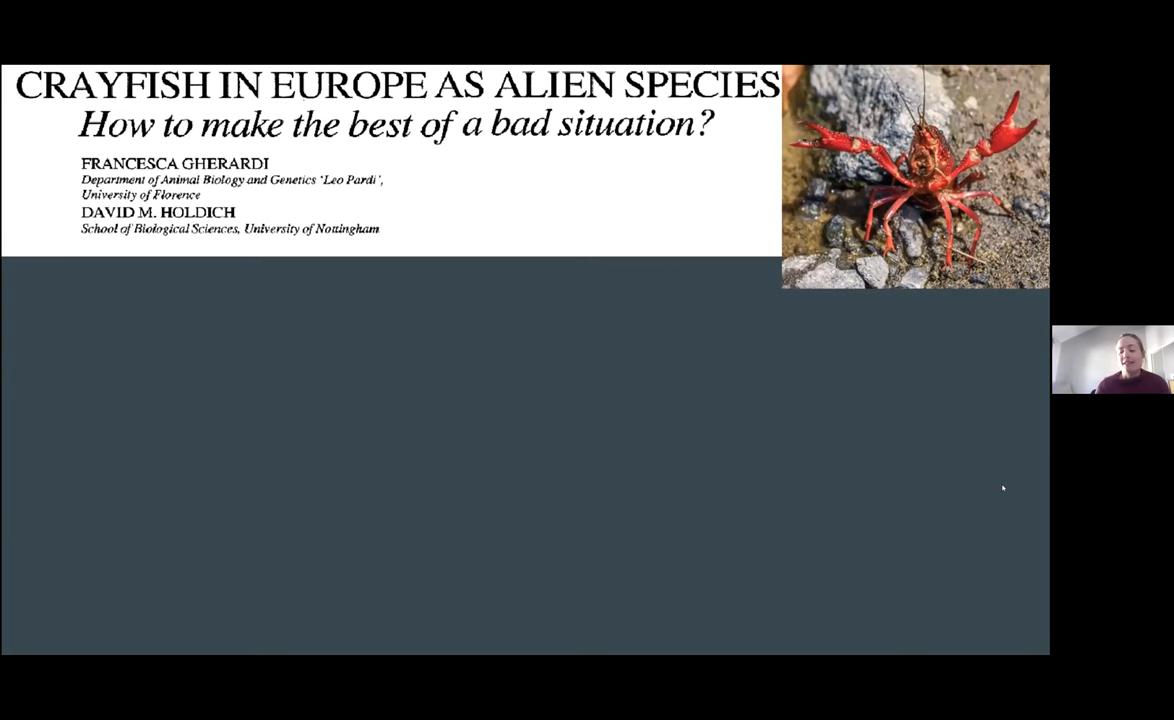 CRAYFISH IN EUROPE AS ALIEN SPECIES
How to make the best of a bad situation?
FRANCESCA GHERARDI
Department of Animal Biology and Genetics 'Leo Pardi',
University of Florence
DAVID M. HOLDICH
School of Biological Sciences, University of Nottingham